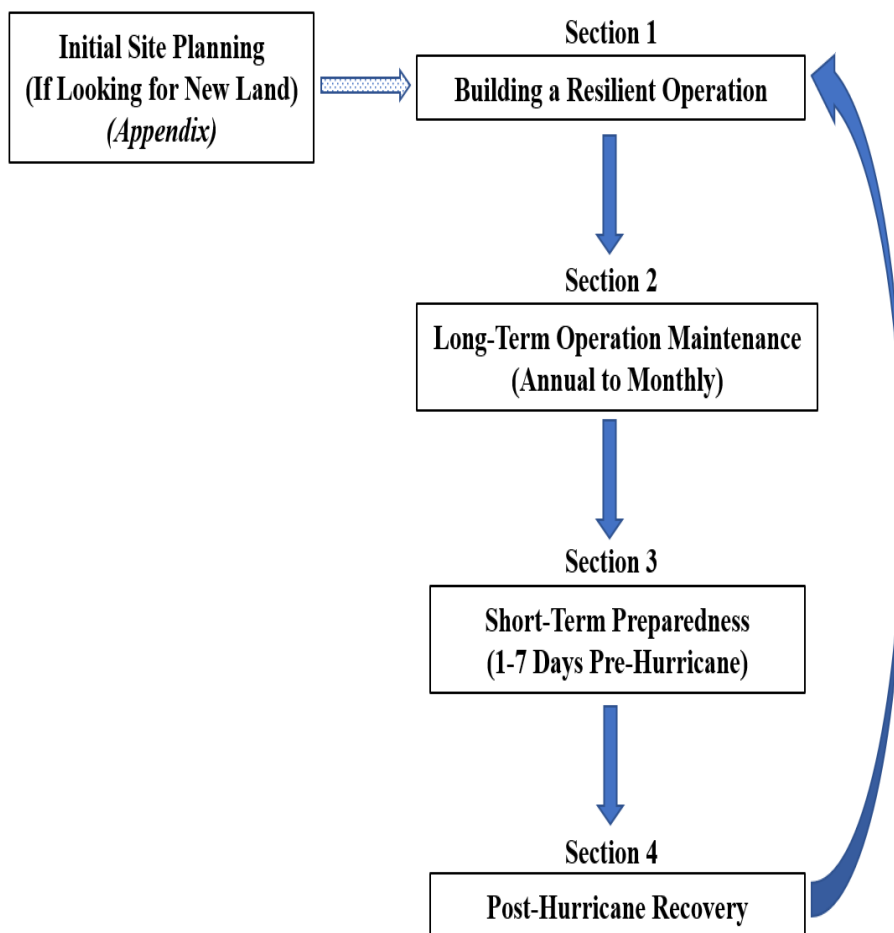 Initial Site Planning
(If Looking for New Land)
(Appendix)
Section 1
Building a Resilient Operation
Section 2
Long-Term Operation Maintenance
(Annual to Monthly)
Section 3
Short-Term Preparedness
(1-7 Days Pre-Hurricane)
Section 4
Post-Hurricane Recovery